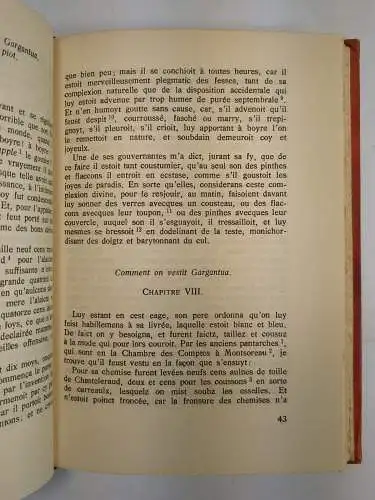 Gargantua,
piot.
que bien peu; mais il se conchioit à toutes heures, car il
estoit merveilleusement plegmatic des fesses, tant de sa
complexion naturelle que de la disposition accidentale qui
luy estoit advenue par trop humer de purée septembrale 9.
Et n'en humoyt goutte sans cause, car, s'il advenoit qu'il
faust despit 10, courroussé, fasché ou marry, s'il trepi-
gnoyt, s'il pleuroit, s'il crioit, luy apportant à boyre l'on
le remettoit en nature, et soubdain demeuroit coy et
joyeulx.
Une de ses gouvernantes m'a dict, jurant sa fy, que de
ce faire il estoit tant coustumier, qu'au seul son des pinthes
et flaccons il entroit en ecstase, comme s'il goustoit les
joyes de paradis. En sorte qu'elles, considerans ceste com-
plexion divine, pour le resjouir, au matin, faisoient davant
luy sonner des verres avecques un cousteau, ou des flac-
cons avecques leur toupon, 11 ou des pinthes avecques leur
couvercle, auquel son il s'esguayoit, il tressailloit, et luy
mesmes se bressoit 12 en dodelinant de la teste, monichor-
disant des doigtz et barytonnant du cul.
Comment on vestit Gargantua.
CHAPITRE VIII.
Luy estant en cest eage, son pere ordonna qu'on luy
feist habillemens à sa livrée, laquelle estoit blanc et bleu.
De faict on y besoigna, et furent faictz, taillez et cousuz
à la mode qui pour lors couroit. Par les anciens pantarches 1,
qui sont en la Chambre des Comptes à Montsoreau 2, je
trouve qu'il feust vestu en la façon que s'ensuyt :
Pour sa chemise furent levées neufs cens aulnes de toille
de Chasteleraud, deux et cens pour les coussons 3 en sorte
de carreaulx, lesquelz on mist soubz les esselles. Et
n'estoit poinct froncée, car la fronsure des chemises n'a
43